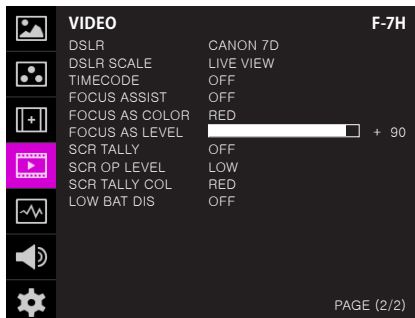 VIDEO F-7H
DSLR CANON 7D
DSLR SCALE LIVE VIEW
TIMECODE OFF
FOCUS ASSIST OFF
FOCUS AS COLOR RED
FOCUS AS LEVEL + 90
SCR TALLY OFF
SCR OP LEVEL LOW
SCR TALLY COL RED
LOW BAT DIS OFF
PAGE (2/2)